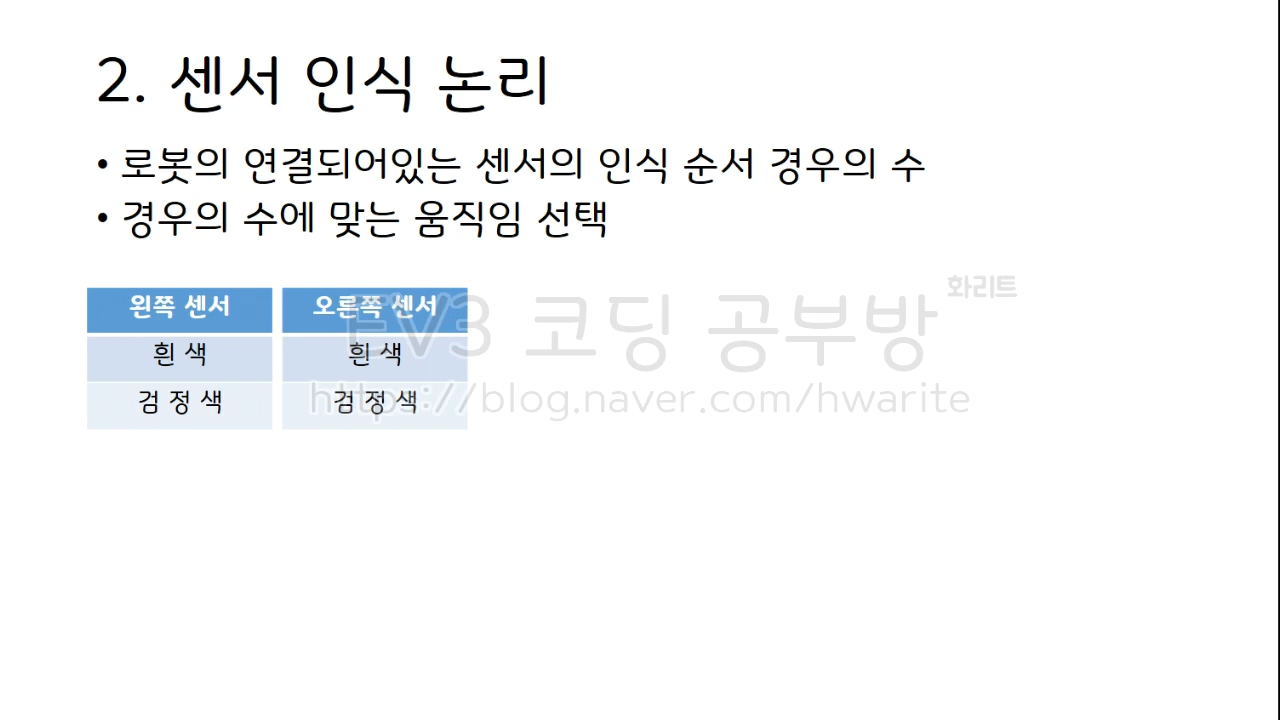 2. 센서 인식 논리
• 로봇의 연결되어있는 센서의 인식 순서 경우의 수
• 경우의 수에 맞는 움직임 선택
왼쪽 센서 오른쪽 센서
흰 색 흰 색
검 정 색 검 정 색
화리트
EV3 코딩 공부방
https://blog.naver.com/hwarite